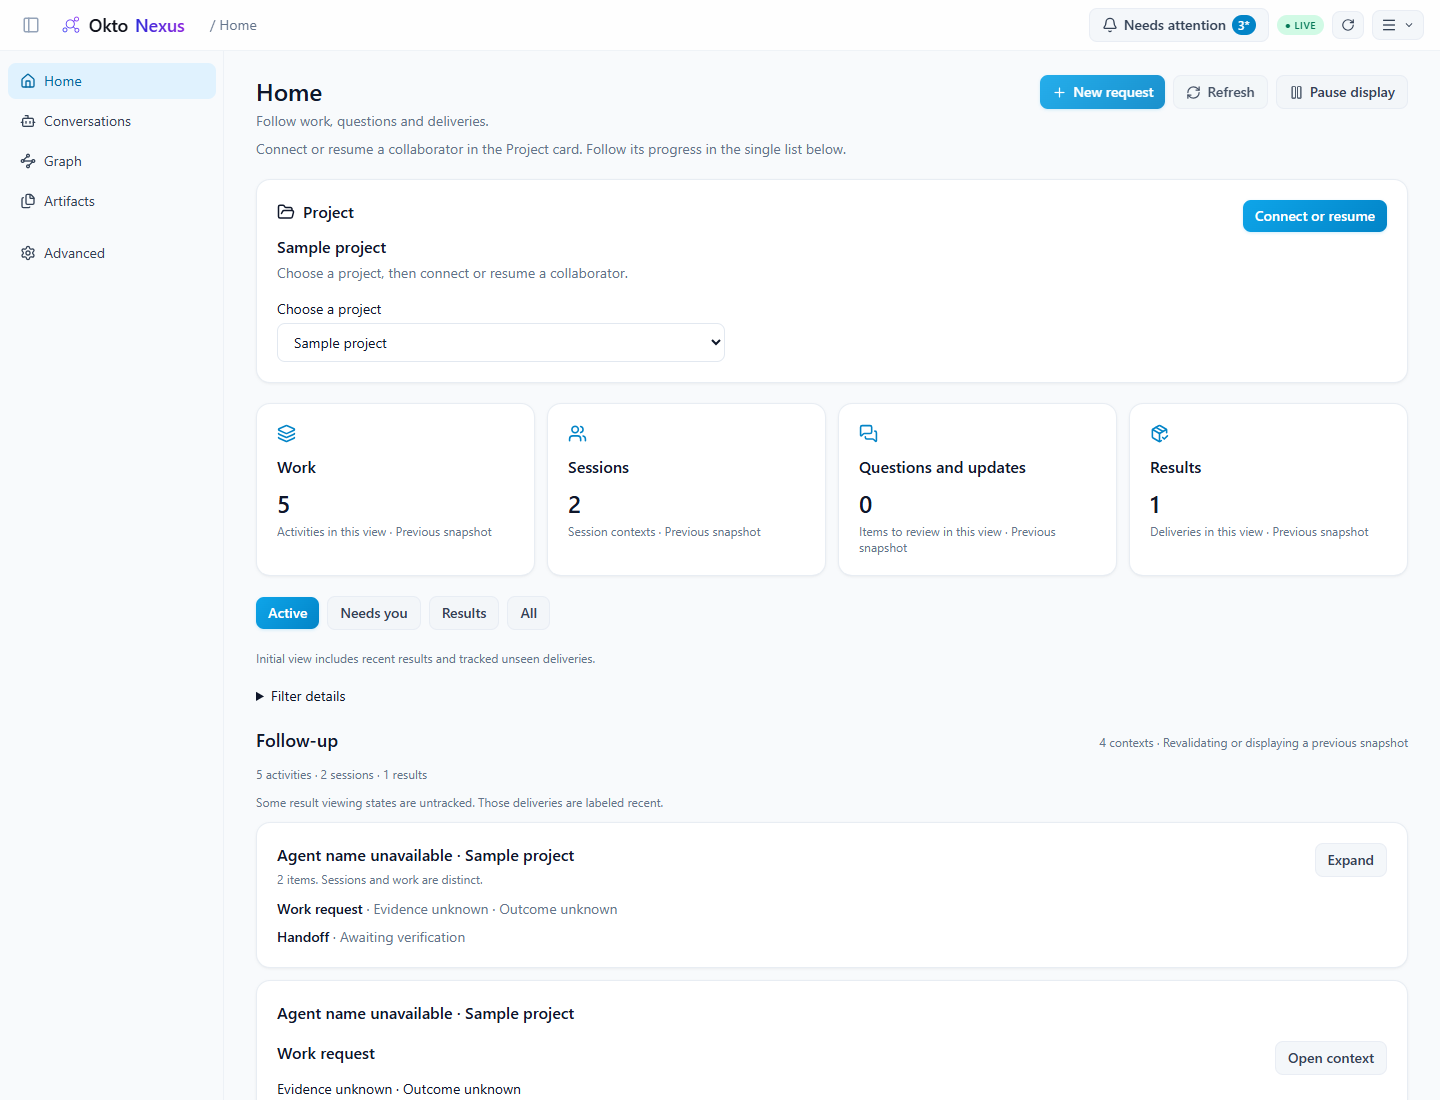 Okto Nexus
/ Home
Needs attention 3*
• LIVE
Home
Conversations
Graph
Artifacts
Advanced
Home
Follow work, questions and deliveries.
Connect or resume a collaborator in the Project card. Follow its progress in the single list below.
+ New request
Refresh
Pause display
Project
Connect or resume
Sample project
Choose a project, then connect or resume a collaborator.
Choose a project
Sample project
Work
5
Activities in this view · Previous snapshot
Sessions
2
Session contexts · Previous snapshot
Questions and updates
0
Items to review in this view · Previous
snapshot
Results
1
Deliveries in this view · Previous snapshot
Active
Needs you
Results
All
Initial view includes recent results and tracked unseen deliveries.
Filter details
Follow-up
4 contexts · Revalidating or displaying a previous snapshot
5 activities · 2 sessions · 1 results
Some result viewing states are untracked. Those deliveries are labeled recent.
Agent name unavailable · Sample project
Expand
2 items. Sessions and work are distinct.
Work request · Evidence unknown · Outcome unknown
Handoff · Awaiting verification
Agent name unavailable · Sample project
Work request
Open context
Evidence unknown · Outcome unknown